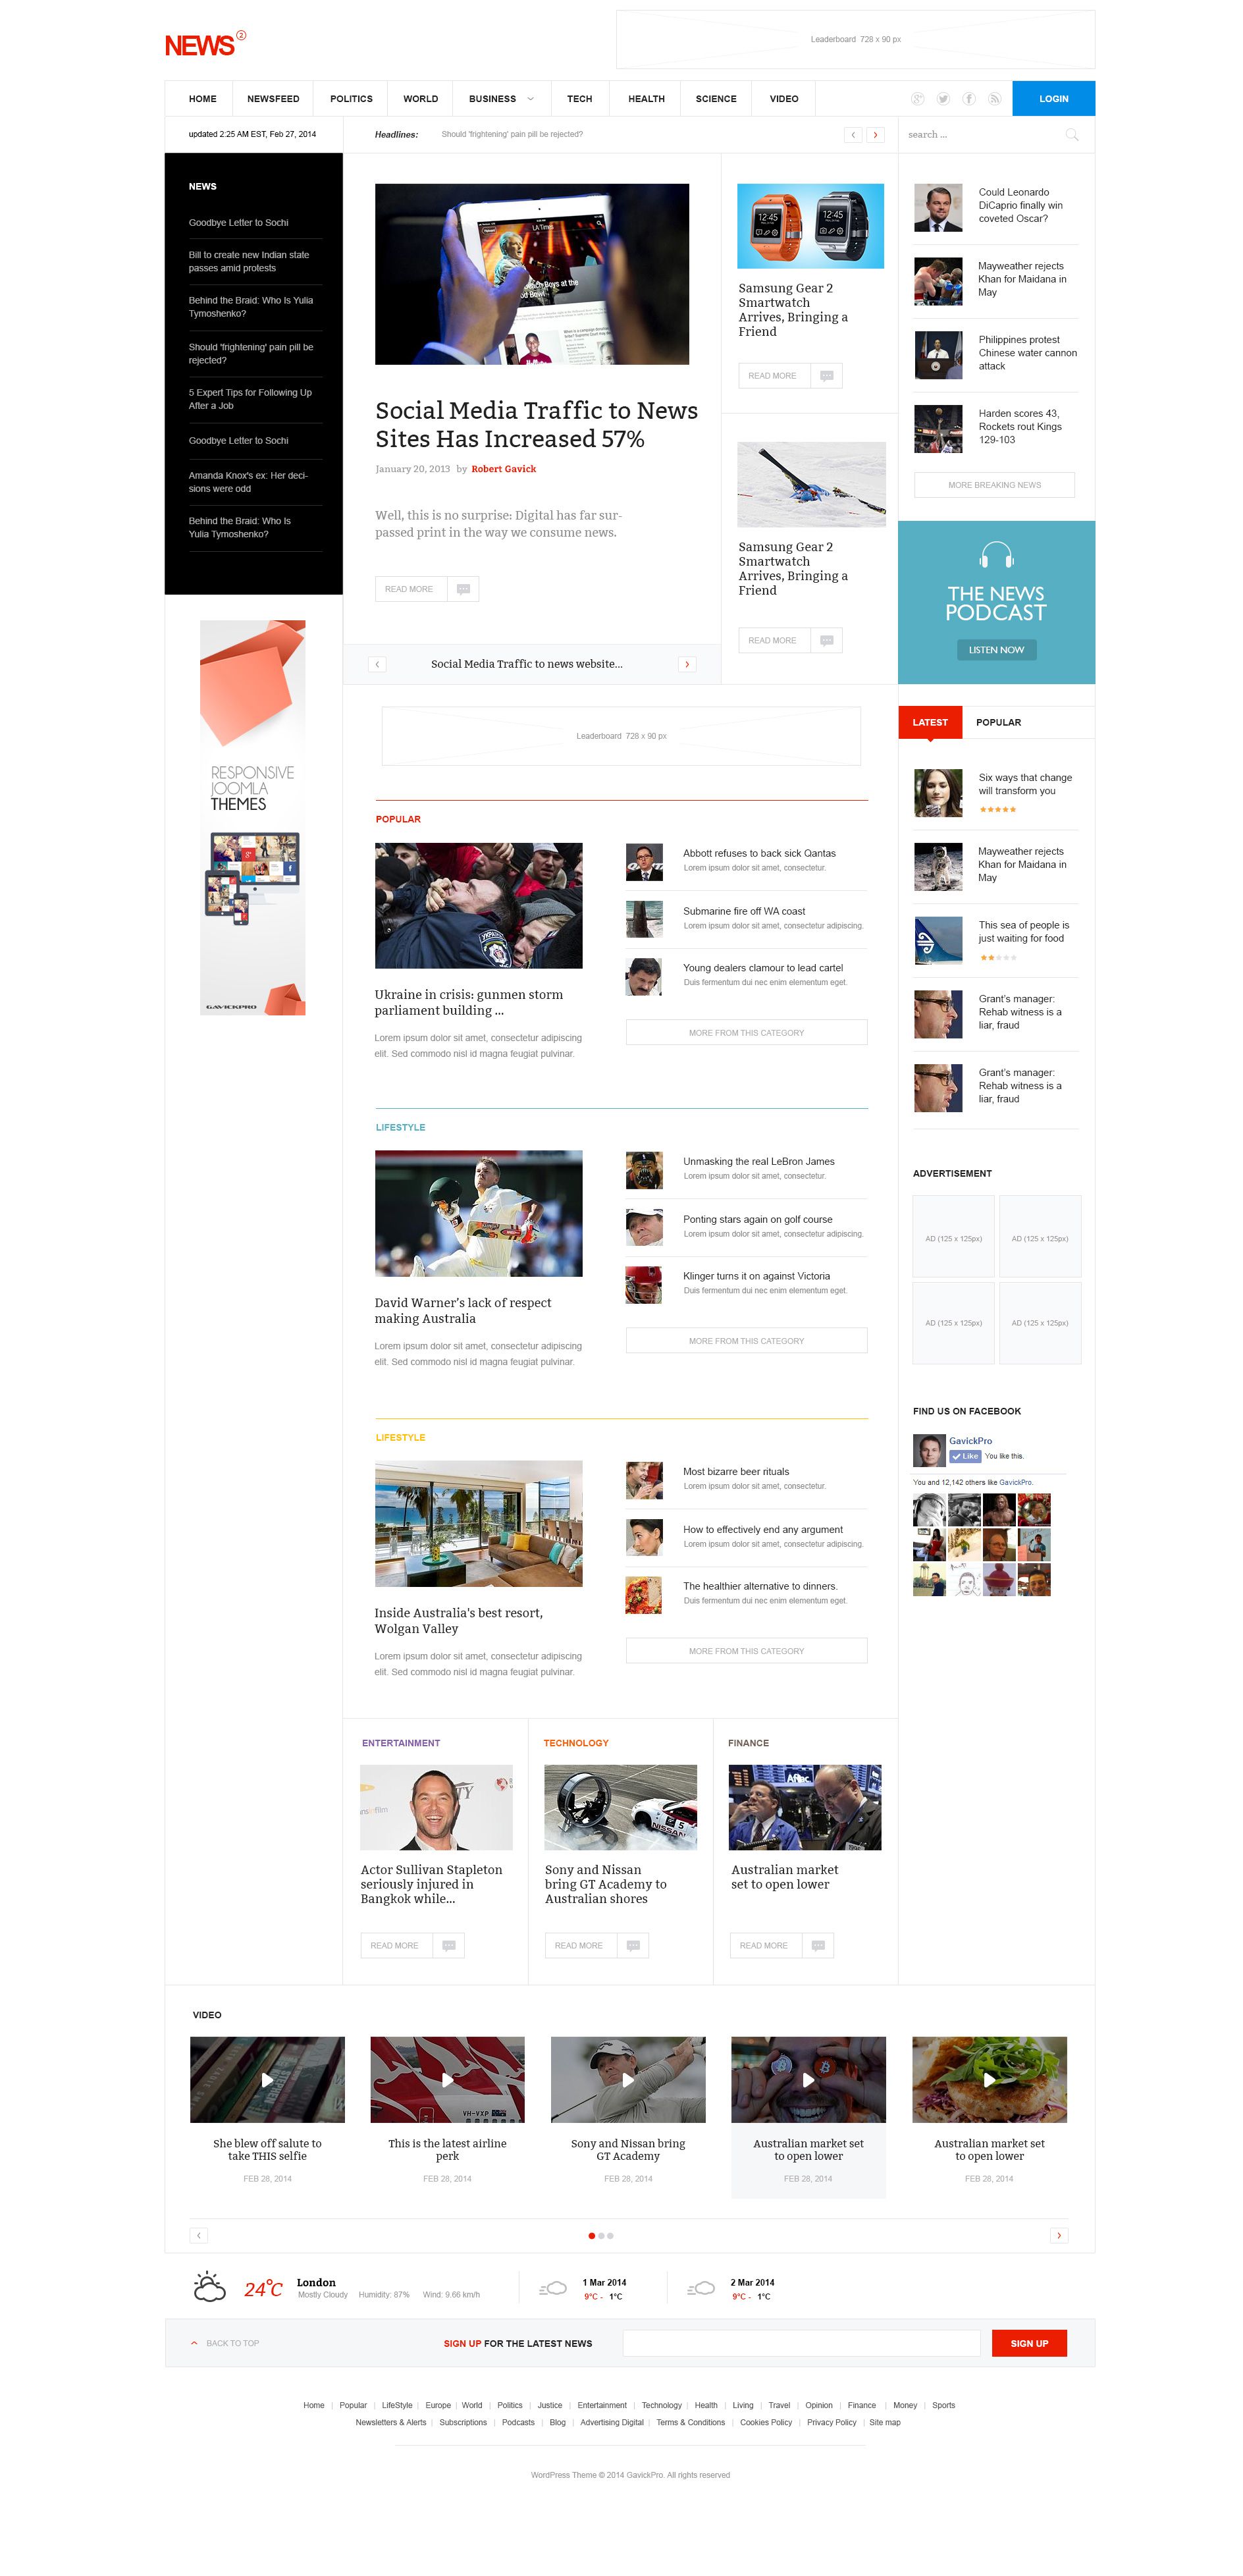 NEWS 2
Leaderboard 728 x 90 px
HOME NEWSFEED POLITICS WORLD BUSINESS TECH HEALTH SCIENCE VIDEO LOGIN
updated 2:25 AM EST, Feb 27, 2014
Headlines: Should 'frightening' pain pill be rejected?
search ...
NEWS
Goodbye Letter to Sochi
Bill to create new Indian state
passes amid protests
Behind the Braid: Who Is Yulia
Tymoshenko?
Should 'frightening' pain pill be
rejected?
5 Expert Tips for Following Up
After a Job
Goodbye Letter to Sochi
Amanda Knox's ex: Her deci-
sions were odd
Behind the Braid: Who Is
Yulia Tymoshenko?
RESPONSIVE
JOOMLA
THEMES
GAVICKPRO
LA Times
Social Media Traffic to News
Sites Has Increased 57%
January 20, 2013 by Robert Gavick
Well, this is no surprise: Digital has far sur-
passed print in the way we consume news.
READ MORE
Social Media Traffic to news website...
12:45 12:45
Samsung Gear 2
Smartwatch
Arrives, Bringing a
Friend
READ MORE
Samsung Gear 2
Smartwatch
Arrives, Bringing a
Friend
READ MORE
Could Leonardo
DiCaprio finally win
coveted Oscar?
Mayweather rejects
Khan for Maidana in
May
Philippines protest
Chinese water cannon
attack
Harden scores 43,
Rockets rout Kings
129-103
MORE BREAKING NEWS
THE NEWS
PODCAST
LISTEN NOW
Leaderboard 728 x 90 px
POPULAR
Ukraine in crisis: gunmen storm
parliament building ...
Lorem ipsum dolor sit amet, consectetur adipiscing
elit. Sed commodo nisl id magna feugiat pulvinar.
Abbott refuses to back sick Qantas
Lorem ipsum dolor sit amet, consectetur.
Submarine fire off WA coast
Lorem ipsum dolor sit amet, consectetur adipiscing.
Young dealers clamour to lead cartel
Duis fermentum dui nec enim elementum eget.
MORE FROM THIS CATEGORY
LIFESTYLE
David Warner's lack of respect
making Australia
Lorem ipsum dolor sit amet, consectetur adipiscing
elit. Sed commodo nisl id magna feugiat pulvinar.
Unmasking the real LeBron James
Lorem ipsum dolor sit amet, consectetur.
Ponting stars again on golf course
Lorem ipsum dolor sit amet, consectetur adipiscing.
Klinger turns it on against Victoria
Duis fermentum dui nec enim elementum eget.
MORE FROM THIS CATEGORY
LIFESTYLE
Inside Australia's best resort,
Wolgan Valley
Lorem ipsum dolor sit amet, consectetur adipiscing
elit. Sed commodo nisl id magna feugiat pulvinar.
Most bizarre beer rituals
Lorem ipsum dolor sit amet, consectetur.
How to effectively end any argument
Lorem ipsum dolor sit amet, consectetur adipiscing.
The healthier alternative to dinners.
Duis fermentum dui nec enim elementum eget.
MORE FROM THIS CATEGORY
LATEST POPULAR
Six ways that change
will transform you
Mayweather rejects
Khan for Maidana in
May
This sea of people is
just waiting for food
Grant's manager:
Rehab witness is a
liar, fraud
Grant's manager:
Rehab witness is a
liar, fraud
ADVERTISEMENT
AD (125 x 125px) AD (125 x 125px)
AD (125 x 125px) AD (125 x 125px)
FIND US ON FACEBOOK
GavickPro
Like You like this.
You and 12,142 others like GavickPro.
ENTERTAINMENT
Actor Sullivan Stapleton
seriously injured in
Bangkok while...
READ MORE
TECHNOLOGY
NISSAN 5
Sony and Nissan
bring GT Academy to
Australian shores
READ MORE
FINANCE
Aflac
Australian market
set to open lower
READ MORE
VIDEO
VH-VXP
She blew off salute to
take THIS selfie
FEB 28, 2014
This is the latest airline
perk
FEB 28, 2014
Sony and Nissan bring
GT Academy
FEB 28, 2014
Australian market set
to open lower
FEB 28, 2014
Australian market set
to open lower
FEB 28, 2014
24°C
London
Mostly Cloudy Humidity: 87% Wind: 9.66 km/h
1 Mar 2014
9°C - 1°C
2 Mar 2014
9°C - 1°C
BACK TO TOP
SIGN UP FOR THE LATEST NEWS
SIGN UP
Home | Popular | LifeStyle | Europe | World | Politics | Justice | Entertainment | Technology | Health | Living | Travel | Opinion | Finance | Money | Sports
Newsletters & Alerts | Subscriptions | Podcasts | Blog | Advertising Digital | Terms & Conditions | Cookies Policy | Privacy Policy | Site map
WordPress Theme © 2014 GavickPro. All rights reserved